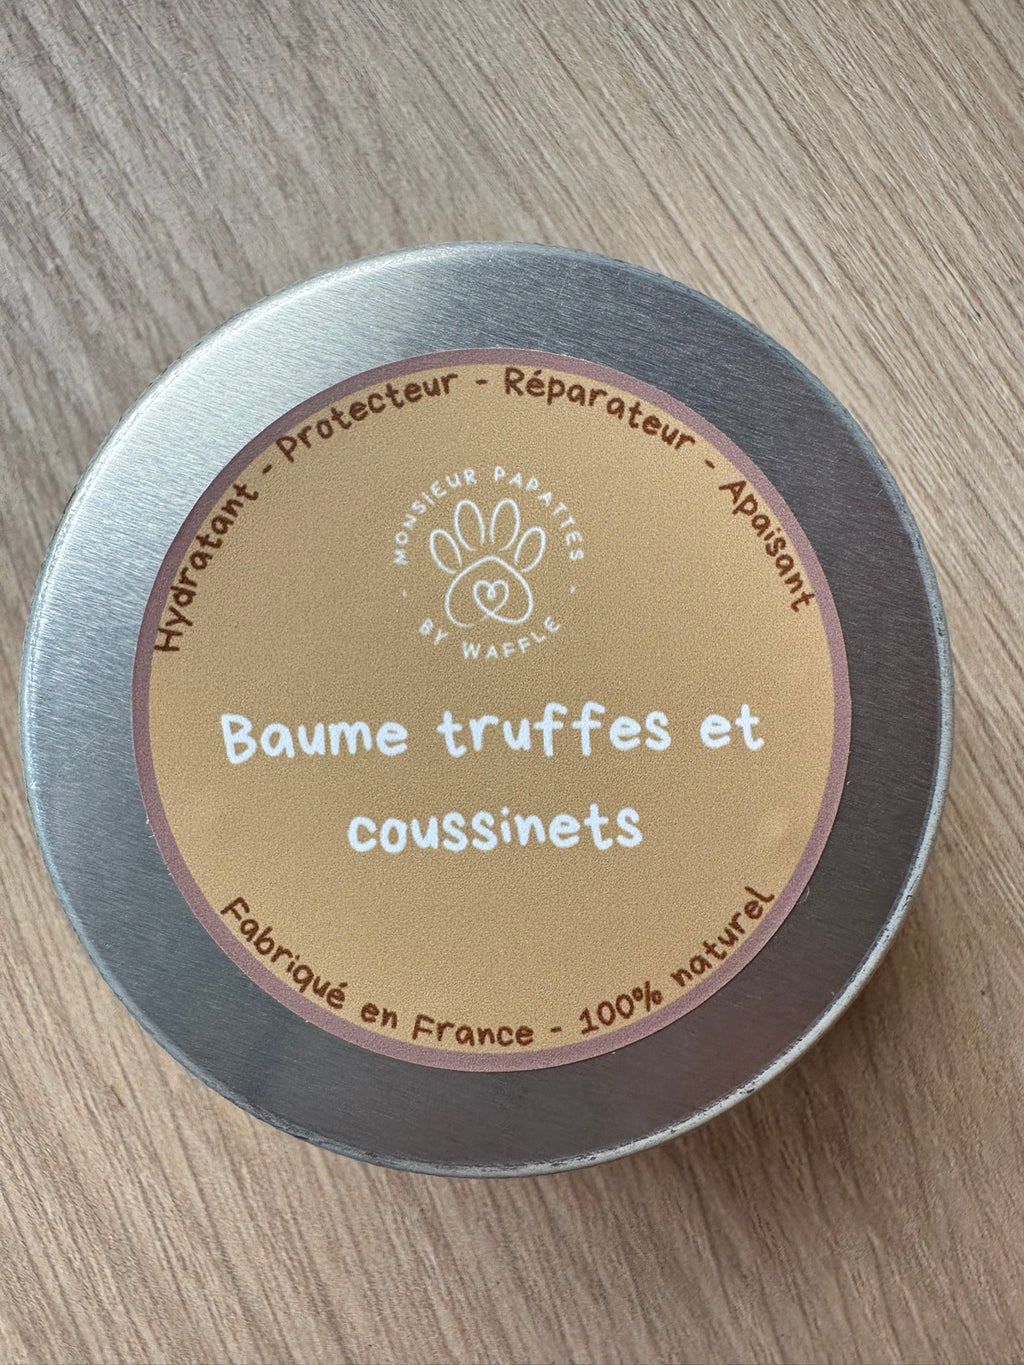 Hydratant - Protecteur - Réparateur - Apaisant
MONSIEUR PAPATTES
- BY WAFFLE -
Baume truffes et
coussinets
Fabriqué en France - 100% naturel